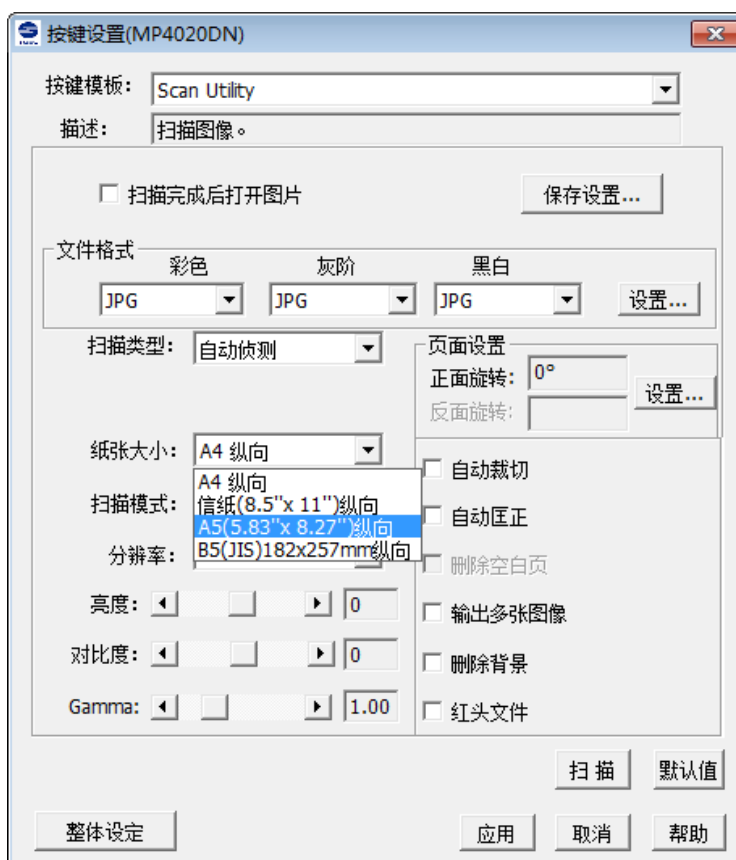 按键设置(MP4020DN)
按键模板： Scan Utility
描述： 扫描图像。
扫描完成后打开图片 保存设置...
文件格式
彩色 灰阶 黑白
JPG JPG JPG 设置...
扫描类型： 自动侦测
页面设置
正面旋转： 0°
设置...
反面旋转：
纸张大小： A4 纵向
自动裁切
A4 纵向
扫描模式： 信纸(8.5"x 11")纵向
自动匡正
A5(5.83"x 8.27")纵向
分辨率： B5(JIS)182x257mm纵向
删除空白页
亮度： 0
输出多张图像
对比度： 0
删除背景
Gamma: 1.00
红头文件
扫 描 默认值
整体设定 应用 取消 帮助